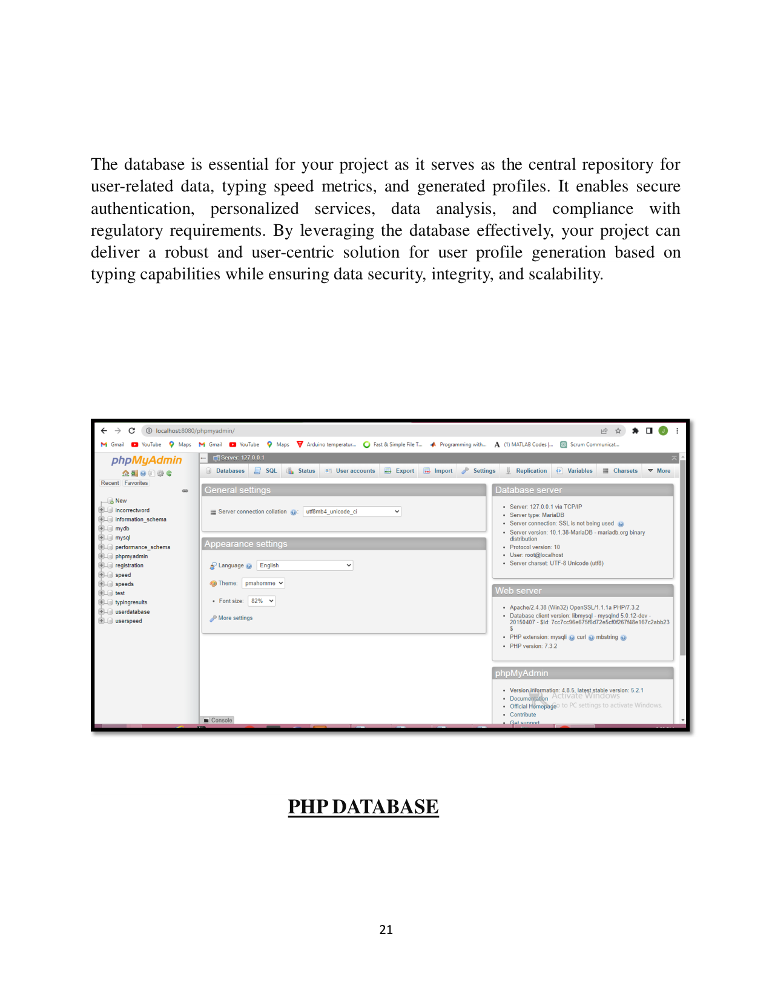 The database is essential for your project as it serves as the central repository for
user-related data, typing speed metrics, and generated profiles. It enables secure
authentication, personalized services, data analysis, and compliance with
regulatory requirements. By leveraging the database effectively, your project can
deliver a robust and user-centric solution for user profile generation based on
typing capabilities while ensuring data security, integrity, and scalability.
localhost:8080/phpmyadmin/
J
Gmail YouTube Maps Gmail YouTube Maps Arduino temperatur... Fast & Simple File T... Programming with... (1) MATLAB Codes |... Scrum Communicat...
phpMyAdmin
Recent Favorites
New
incorrectword
information_schema
mydb
mysql
performance_schema
phpmyadmin
registration
speed
speeds
test
typingresults
userdatabase
userspeed
Server: 127.0.0.1
Databases SQL Status User accounts Export Import Settings Replication Variables Charsets More
General settings
Server connection collation : utf8mb4_unicode_ci
Appearance settings
Language English
Theme: pmahomme
• Font size: 82%
More settings
Console
Database server
• Server: 127.0.0.1 via TCP/IP
• Server type: MariaDB
• Server connection: SSL is not being used
• Server version: 10.1.38-MariaDB - mariadb.org binary
distribution
• Protocol version: 10
• User: root@localhost
• Server charset: UTF-8 Unicode (utf8)
Web server
• Apache/2.4.38 (Win32) OpenSSL/1.1.1a PHP/7.3.2
• Database client version: libmysql - mysqlnd 5.0.12-dev -
20150407 - $Id: 7cc7cc96e675f6d72e5cf0f267f48e167c2abb23
$
• PHP extension: mysqli curl mbstring
• PHP version: 7.3.2
phpMyAdmin
• Version information: 4.8.5, latest stable version: 5.2.1
• Documentation
• Official Homepage
• Contribute
• Get support
Activate Windows
Go to PC settings to activate Windows.
PHP DATABASE
21